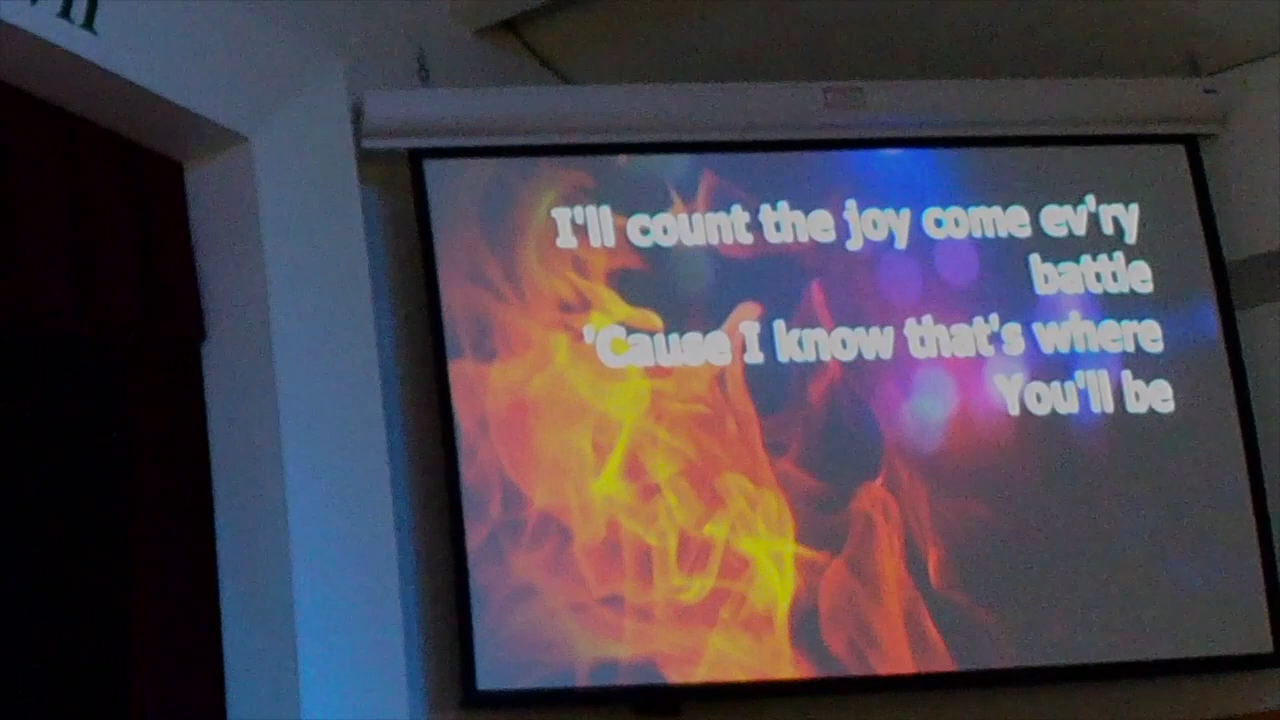 I'll count the joy come ev'ry
battle
'Cause I know that's where
You'll be